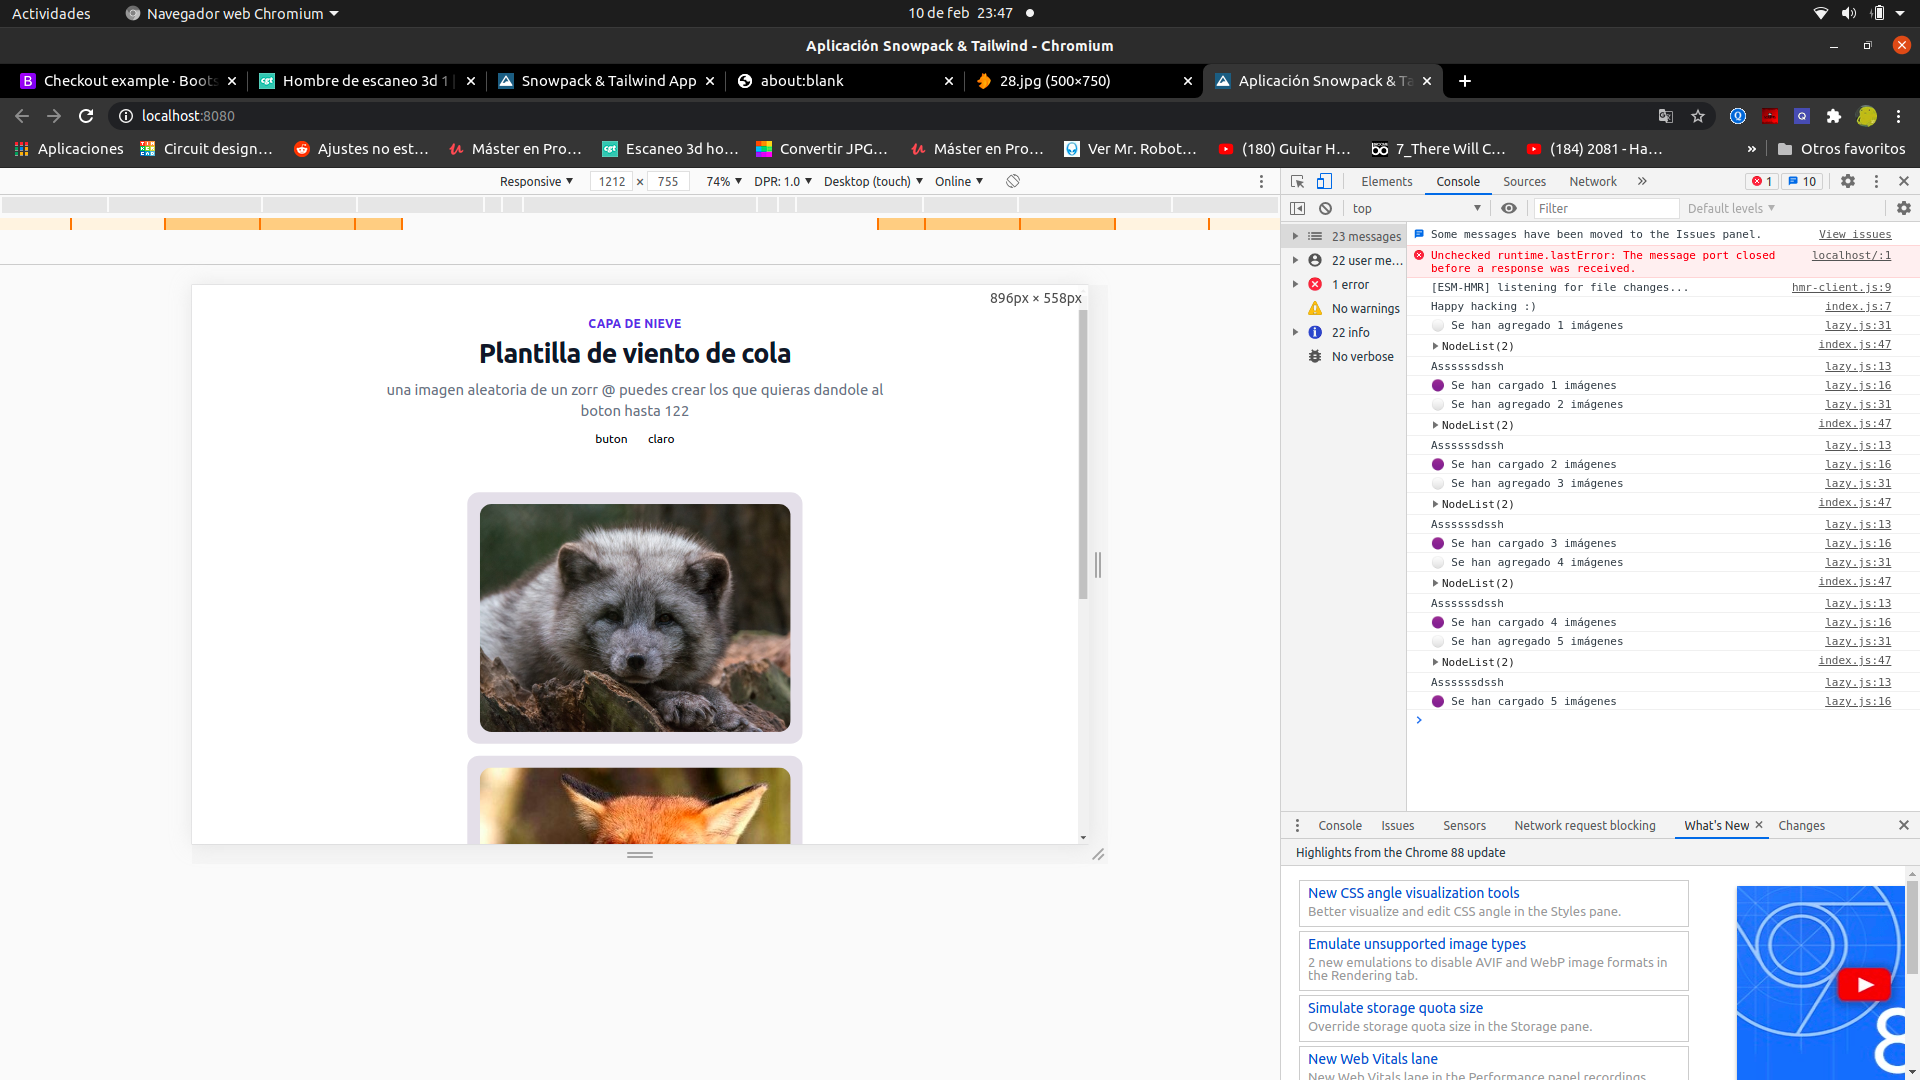 Actividades
Navegador web Chromium
10 de feb 23:47
Aplicación Snowpack & Tailwind - Chromium
Checkout example · Boots
Hombre de escaneo 3d 1 |
Snowpack & Tailwind App
about:blank
28.jpg (500×750)
Aplicación Snowpack & Ta
localhost:8080
Aplicaciones
Circuit design...
Ajustes no est...
Máster en Pro...
Escaneo 3d ho...
Convertir JPG...
Máster en Pro...
Ver Mr. Robot...
(180) Guitar H...
7_There Will C...
(184) 2081 - Ha...
»
Otros favoritos
Responsive
1212 × 755
74%
DPR: 1.0
Desktop (touch)
Online
896px × 558px
CAPA DE NIEVE
Plantilla de viento de cola
una imagen aleatoria de un zorr @ puedes crear los que quieras dandole al
boton hasta 122
buton claro
Elements Console Sources Network »
1
10
top
Filter
Default levels
23 messages
22 user me...
1 error
No warnings
22 info
No verbose
Some messages have been moved to the Issues panel. View issues
Unchecked runtime.lastError: The message port closed localhost/:1
before a response was received.
[ESM-HMR] listening for file changes... hmr-client.js:9
Happy hacking :) index.js:7
Se han agregado 1 imágenes lazy.js:31
NodeList(2) index.js:47
Assssssdssh lazy.js:13
Se han cargado 1 imágenes lazy.js:16
Se han agregado 2 imágenes lazy.js:31
NodeList(2) index.js:47
Assssssdssh lazy.js:13
Se han cargado 2 imágenes lazy.js:16
Se han agregado 3 imágenes lazy.js:31
NodeList(2) index.js:47
Assssssdssh lazy.js:13
Se han cargado 3 imágenes lazy.js:16
Se han agregado 4 imágenes lazy.js:31
NodeList(2) index.js:47
Assssssdssh lazy.js:13
Se han cargado 4 imágenes lazy.js:16
Se han agregado 5 imágenes lazy.js:31
NodeList(2) index.js:47
Assssssdssh lazy.js:13
Se han cargado 5 imágenes lazy.js:16
Console Issues Sensors Network request blocking What's New Changes
Highlights from the Chrome 88 update
New CSS angle visualization tools
Better visualize and edit CSS angle in the Styles pane.
Emulate unsupported image types
2 new emulations to disable AVIF and WebP image formats in
the Rendering tab.
Simulate storage quota size
Override storage quota size in the Storage pane.
New Web Vitals lane
New Web Vitals lane in the Performance panel recordings
8